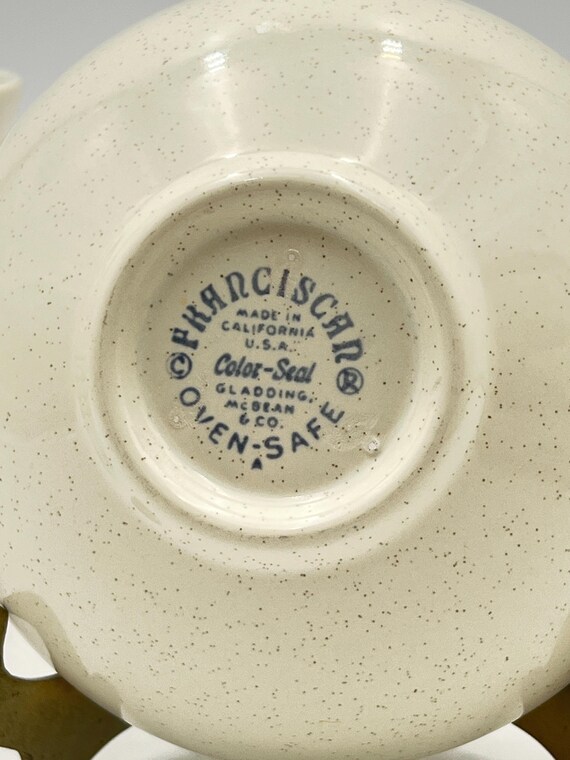 © FRANCISCAN ®
MADE IN
CALIFORNIA
U.S.A.
Color-Seal
GLADDING,
McBEAN
& CO.
OVEN-SAFE